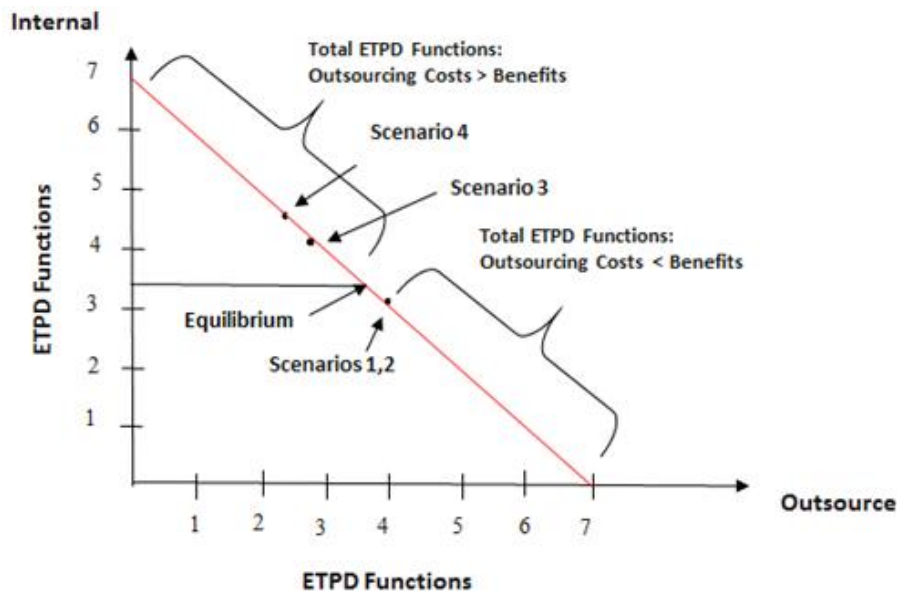 Internal
Total ETPD Functions:
Outsourcing Costs > Benefits
7
Scenario 4
6
Scenario 3
5
Total ETPD Functions:
Outsourcing Costs < Benefits
4
ETPD Functions
3
Equilibrium
Scenarios 1,2
2
1
Outsource
1 2 3 4 5 6 7
ETPD Functions